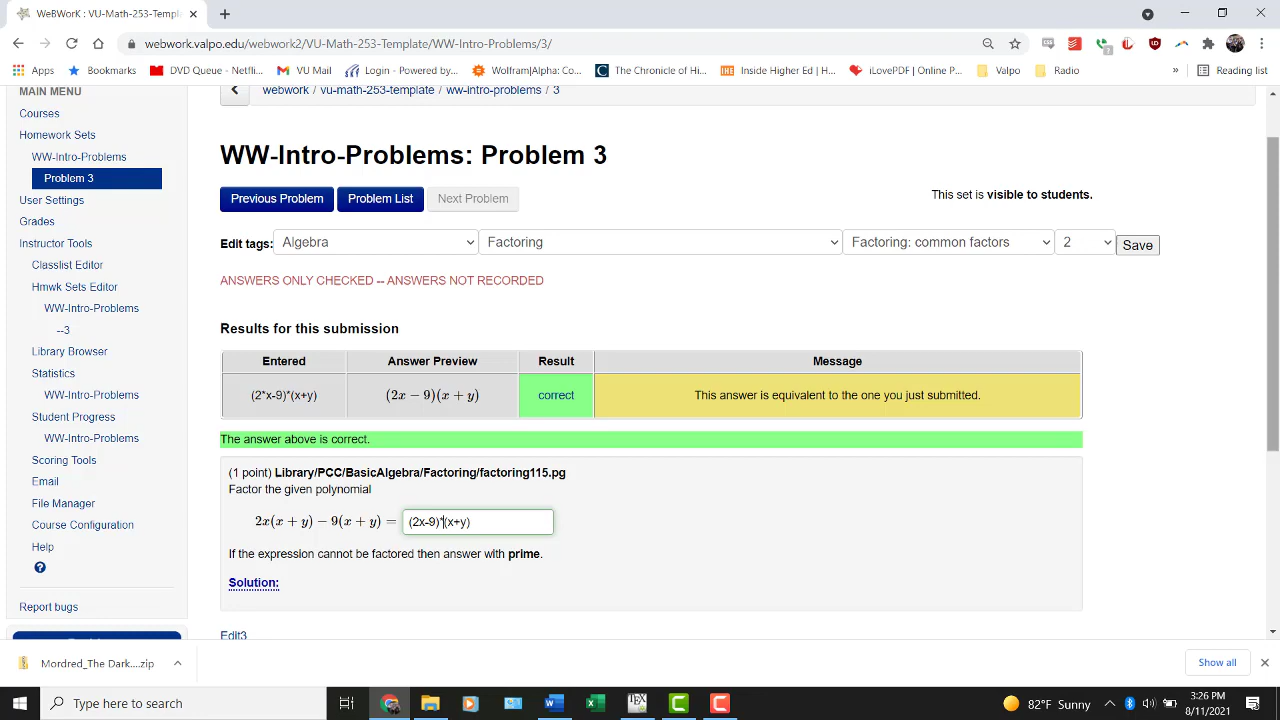 WeBWorK : VU-Math-253-Template
webwork.valpo.edu/webwork2/VU-Math-253-Template/WW-Intro-Problems/3/
Apps Bookmarks DVD Queue - Netfli... VU Mail Login - Powered by... Wolfram|Alpha: Co... The Chronicle of Hi... Inside Higher Ed | H... iLovePDF | Online P... Valpo Radio » Reading list
MAIN MENU
Courses
Homework Sets
WW-Intro-Problems
Problem 3
User Settings
Grades
Instructor Tools
Classlist Editor
Hmwk Sets Editor
WW-Intro-Problems
--3
Library Browser
Statistics
WW-Intro-Problems
Student Progress
WW-Intro-Problems
Scoring Tools
Email
File Manager
Course Configuration
Help
Report bugs
webwork / vu-math-253-template / ww-intro-problems / 3
WW-Intro-Problems: Problem 3
Previous Problem Problem List Next Problem
This set is visible to students.
Edit tags: Algebra Factoring Factoring: common factors 2 Save
ANSWERS ONLY CHECKED -- ANSWERS NOT RECORDED
Results for this submission
Entered Answer Preview Result Message
(2*x-9)*(x+y) (2x − 9)(x + y) correct This answer is equivalent to the one you just submitted.
The answer above is correct.
(1 point) Library/PCC/BasicAlgebra/Factoring/factoring115.pg
Factor the given polynomial
2x(x + y) − 9(x + y) = (2x-9)*(x+y)
If the expression cannot be factored then answer with prime.
Solution:
Edit3
Mordred_The Dark....zip
Show all
Type here to search
82°F Sunny
3:26 PM
8/11/2021